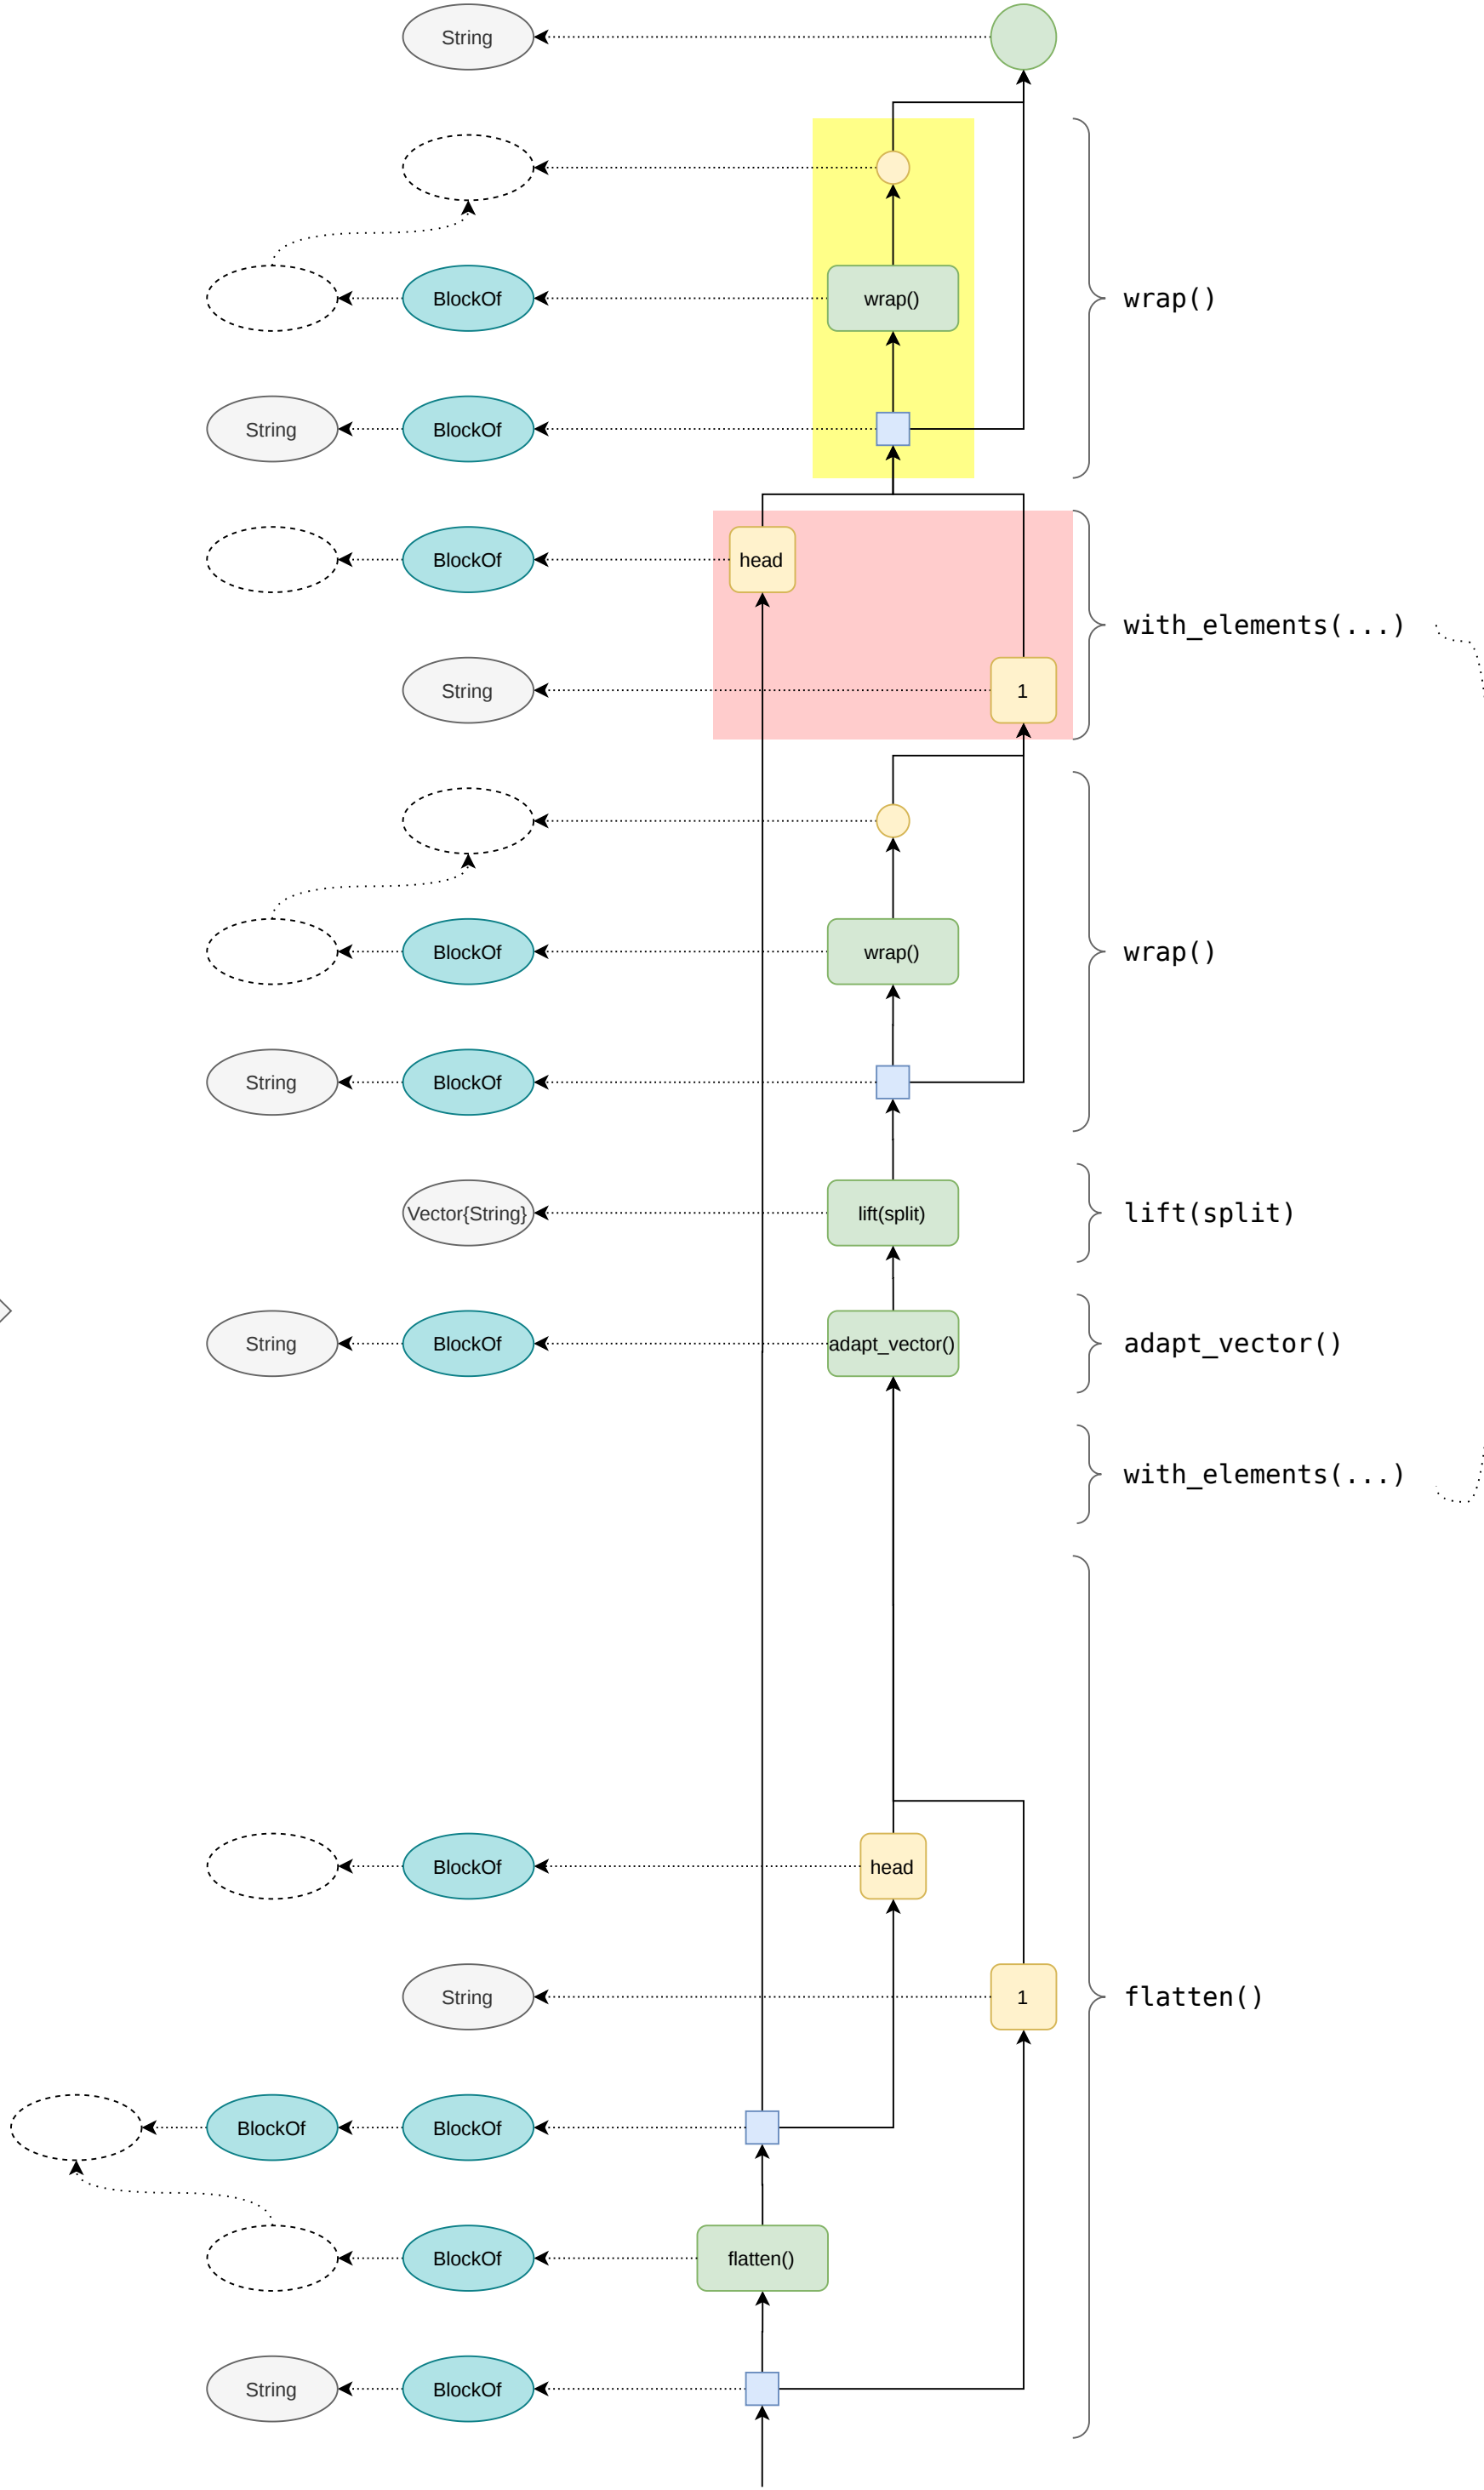 String
BlockOf
wrap()
wrap()
String
BlockOf
BlockOf
head
with_elements(...)
String
1
BlockOf
wrap()
wrap()
String
BlockOf
Vector{String}
lift(split)
lift(split)
String
BlockOf
adapt_vector()
adapt_vector()
with_elements(...)
BlockOf
head
String
1
flatten()
BlockOf
BlockOf
BlockOf
flatten()
String
BlockOf